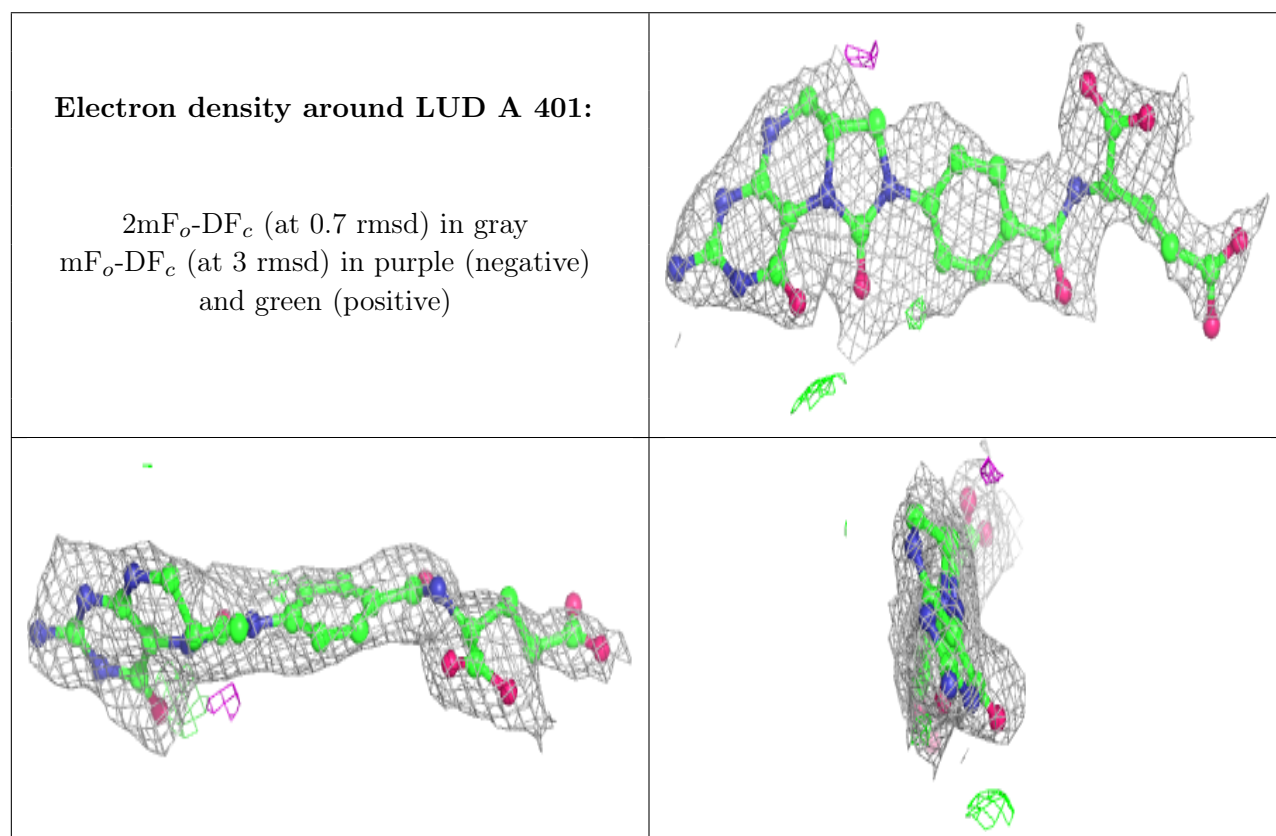 Electron density around LUD A 401:
2mFo-DFc (at 0.7 rmsd) in gray
mFo-DFc (at 3 rmsd) in purple (negative)
and green (positive)